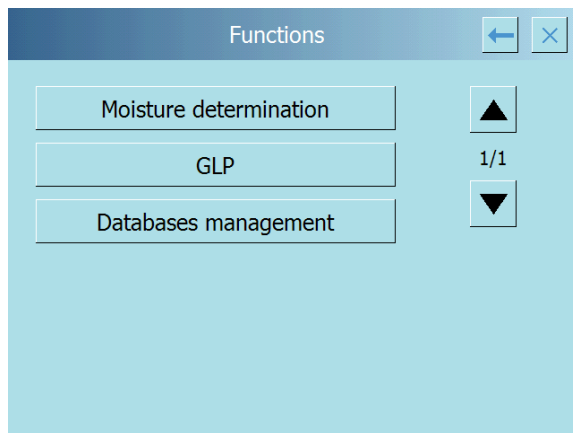 Functions
Moisture determination
GLP
1/1
Databases management